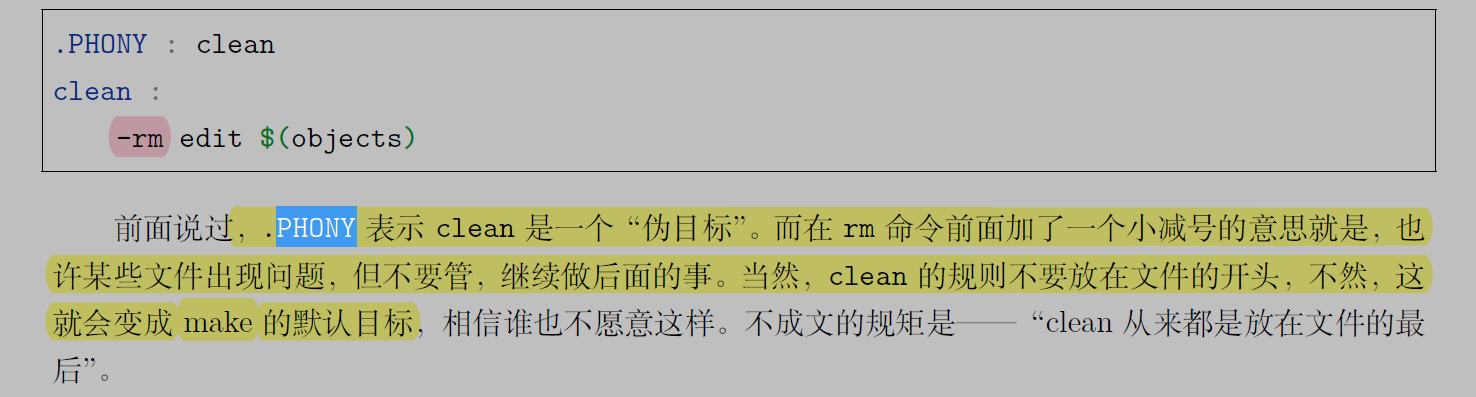 .PHONY : clean
clean :
    -rm edit $(objects)
前面说过，.PHONY 表示 clean 是一个“伪目标”。而在 rm 命令前面加了一个小减号的意思就是，也
许某些文件出现问题，但不要管，继续做后面的事。当然，clean 的规则不要放在文件的开头，不然，这
就会变成 make 的默认目标，相信谁也不愿意这样。不成文的规矩是——“clean 从来都是放在文件的最
后”。